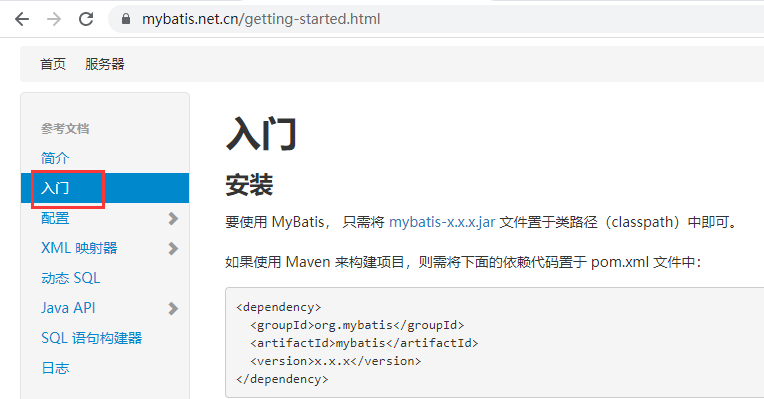 mybatis.net.cn/getting-started.html
首页 服务器
参考文档
简介
入门
配置
XML 映射器
动态 SQL
Java API
SQL 语句构建器
日志
入门
安装
要使用 MyBatis， 只需将 mybatis-x.x.x.jar 文件置于类路径（classpath）中即可。
如果使用 Maven 来构建项目，则需将下面的依赖代码置于 pom.xml 文件中：
<dependency>
  <groupId>org.mybatis</groupId>
  <artifactId>mybatis</artifactId>
  <version>x.x.x</version>
</dependency>